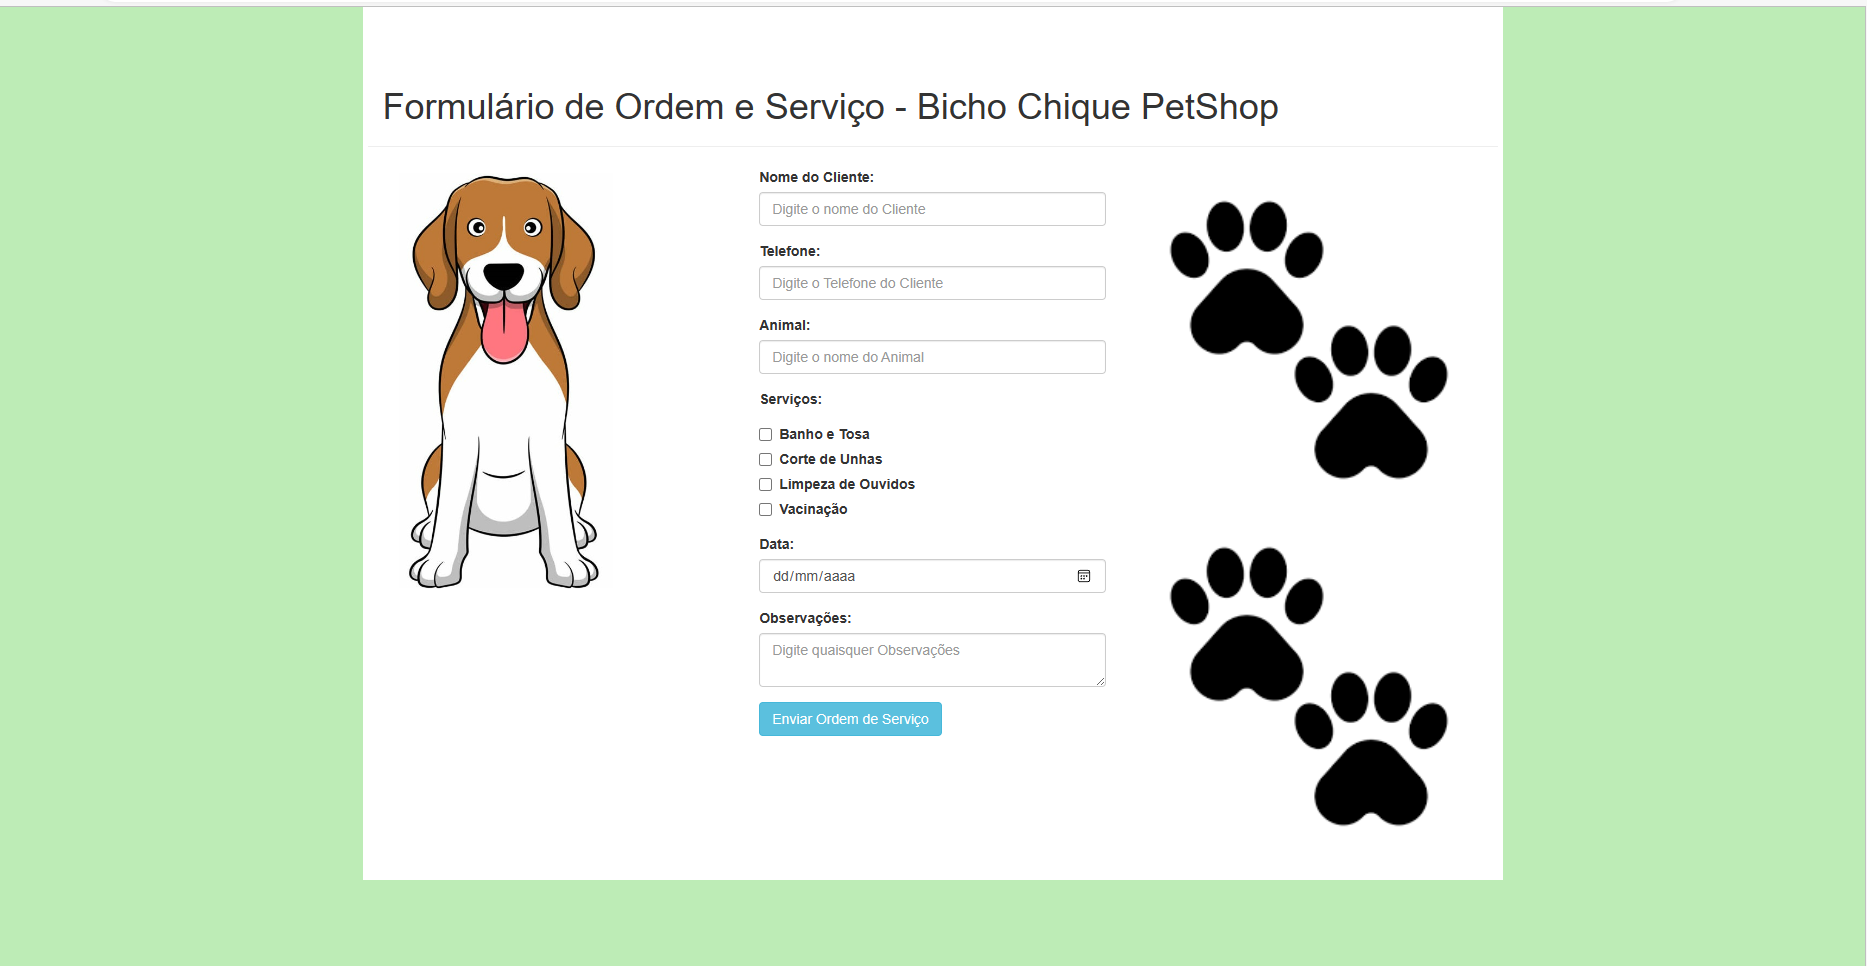 Formulário de Ordem e Serviço - Bicho Chique PetShop
Nome do Cliente:
Digite o nome do Cliente
Telefone:
Digite o Telefone do Cliente
Animal:
Digite o nome do Animal
Serviços:
Banho e Tosa
Corte de Unhas
Limpeza de Ouvidos
Vacinação
Data:
dd/mm/aaaa
Observações:
Digite quaisquer Observações
Enviar Ordem de Serviço